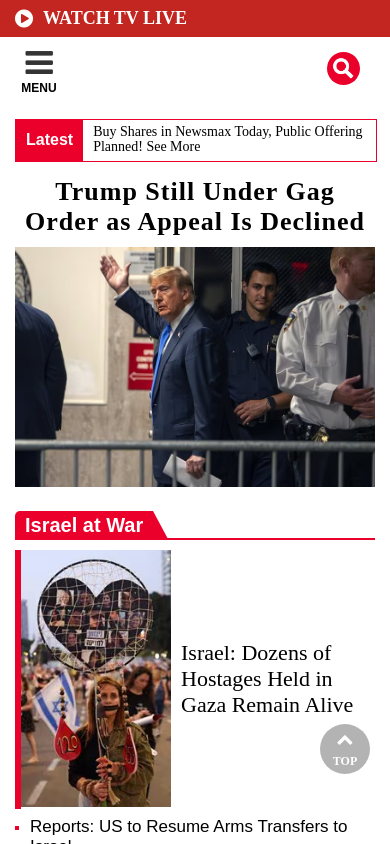 WATCH TV LIVE
MENU
Latest
Buy Shares in Newsmax Today, Public Offering
Planned! See More
Trump Still Under Gag
Order as Appeal Is Declined
Israel at War
Israel: Dozens of
Hostages Held in
Gaza Remain Alive
TOP
Reports: US to Resume Arms Transfers to
Israel